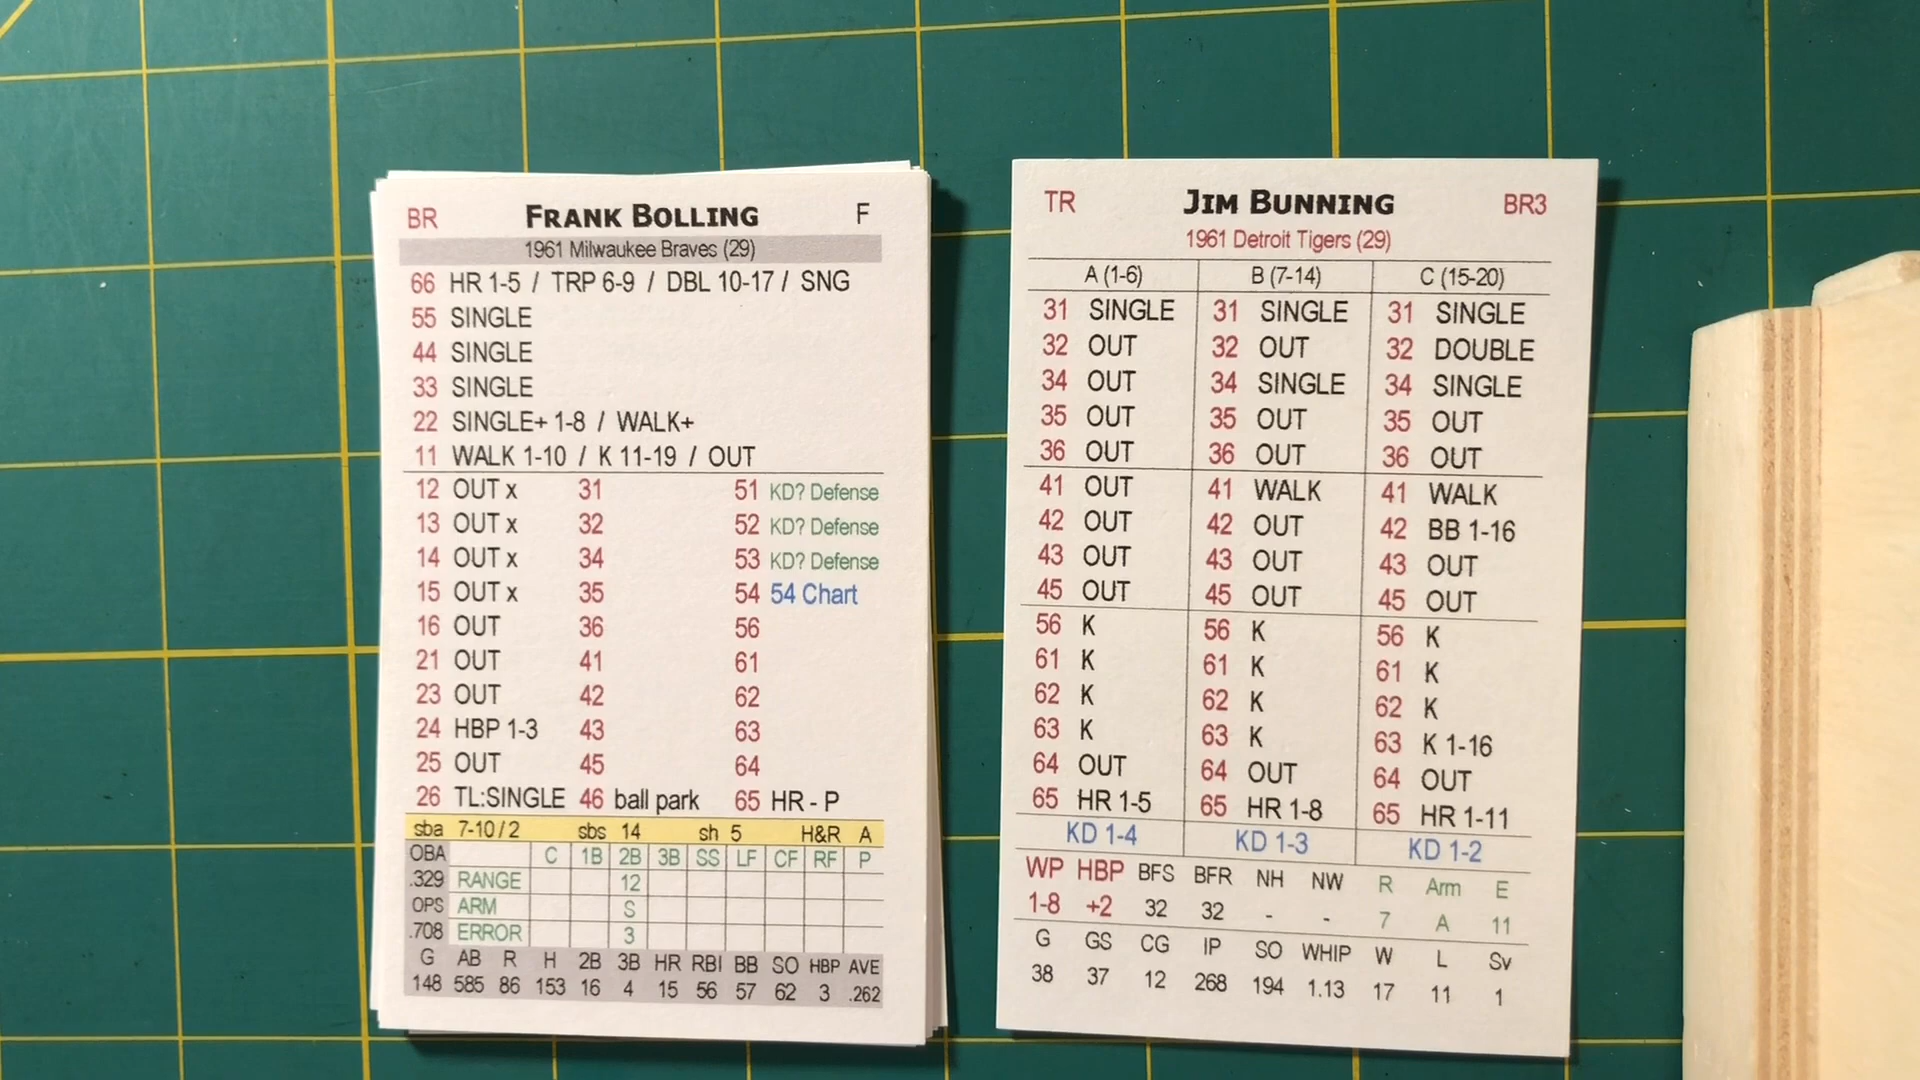 BR FRANK BOLLING F
1961 Milwaukee Braves (29)
66 HR 1-5 / TRP 6-9 / DBL 10-17 / SNG
55 SINGLE
44 SINGLE
33 SINGLE
22 SINGLE+ 1-8 / WALK+
11 WALK 1-10 / K 11-19 / OUT
12 OUT x 31 51 KD? Defense
13 OUT x 32 52 KD? Defense
14 OUT x 34 53 KD? Defense
15 OUT x 35 54 54 Chart
16 OUT 36 56
21 OUT 41 61
23 OUT 42 62
24 HBP 1-3 43 63
25 OUT 45 64
26 TL:SINGLE 46 ball park 65 HR - P
sba 7-10 / 2 sbs 14 sh 5 H&R A
OBA C 1B 2B 3B SS LF CF RF P
.329 RANGE 12
OPS ARM S
.708 ERROR 3
G AB R H 2B 3B HR RBI BB SO HBP AVE
148 585 86 153 16 4 15 56 57 62 3 .262
TR JIM BUNNING BR3
1961 Detroit Tigers (29)
A (1-6) B (7-14) C (15-20)
31 SINGLE 31 SINGLE 31 SINGLE
32 OUT 32 OUT 32 DOUBLE
34 OUT 34 SINGLE 34 SINGLE
35 OUT 35 OUT 35 OUT
36 OUT 36 OUT 36 OUT
41 OUT 41 WALK 41 WALK
42 OUT 42 OUT 42 BB 1-16
43 OUT 43 OUT 43 OUT
45 OUT 45 OUT 45 OUT
56 K 56 K 56 K
61 K 61 K 61 K
62 K 62 K 62 K
63 K 63 K 63 K 1-16
64 OUT 64 OUT 64 OUT
65 HR 1-5 65 HR 1-8 65 HR 1-11
KD 1-4 KD 1-3 KD 1-2
WP HBP BFS BFR NH NW R Arm E
1-8 +2 32 32 - - 7 A 11
G GS CG IP SO WHIP W L Sv
38 37 12 268 194 1.13 17 11 1